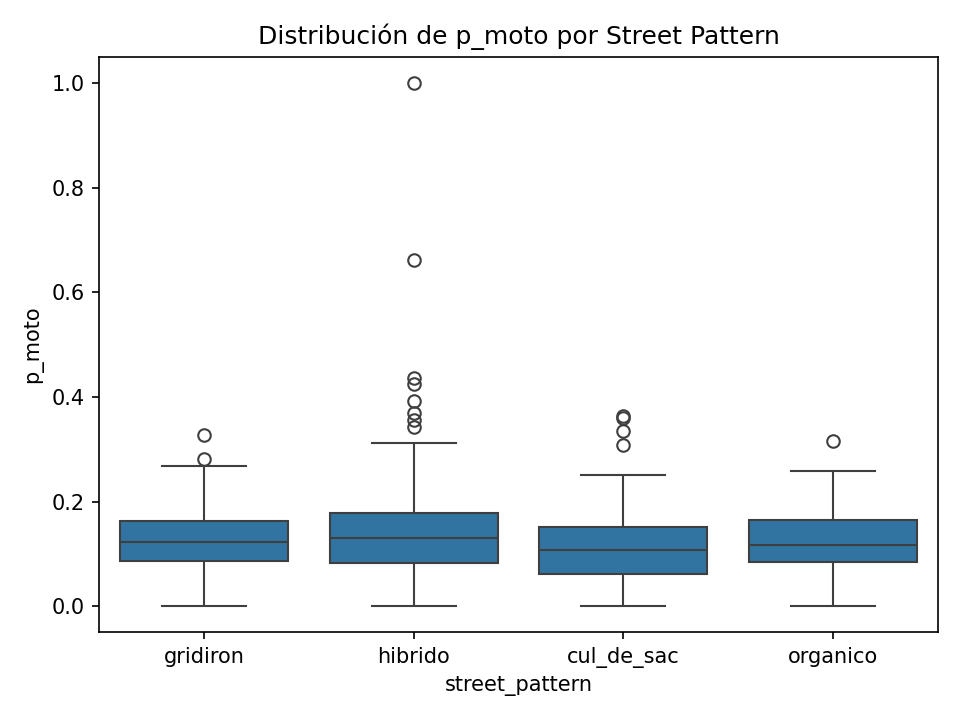 Distribución de p_moto por Street Pattern
1.0
0.8
0.6
0.4
0.2
0.0
p_moto
gridiron hibrido cul_de_sac organico
street_pattern